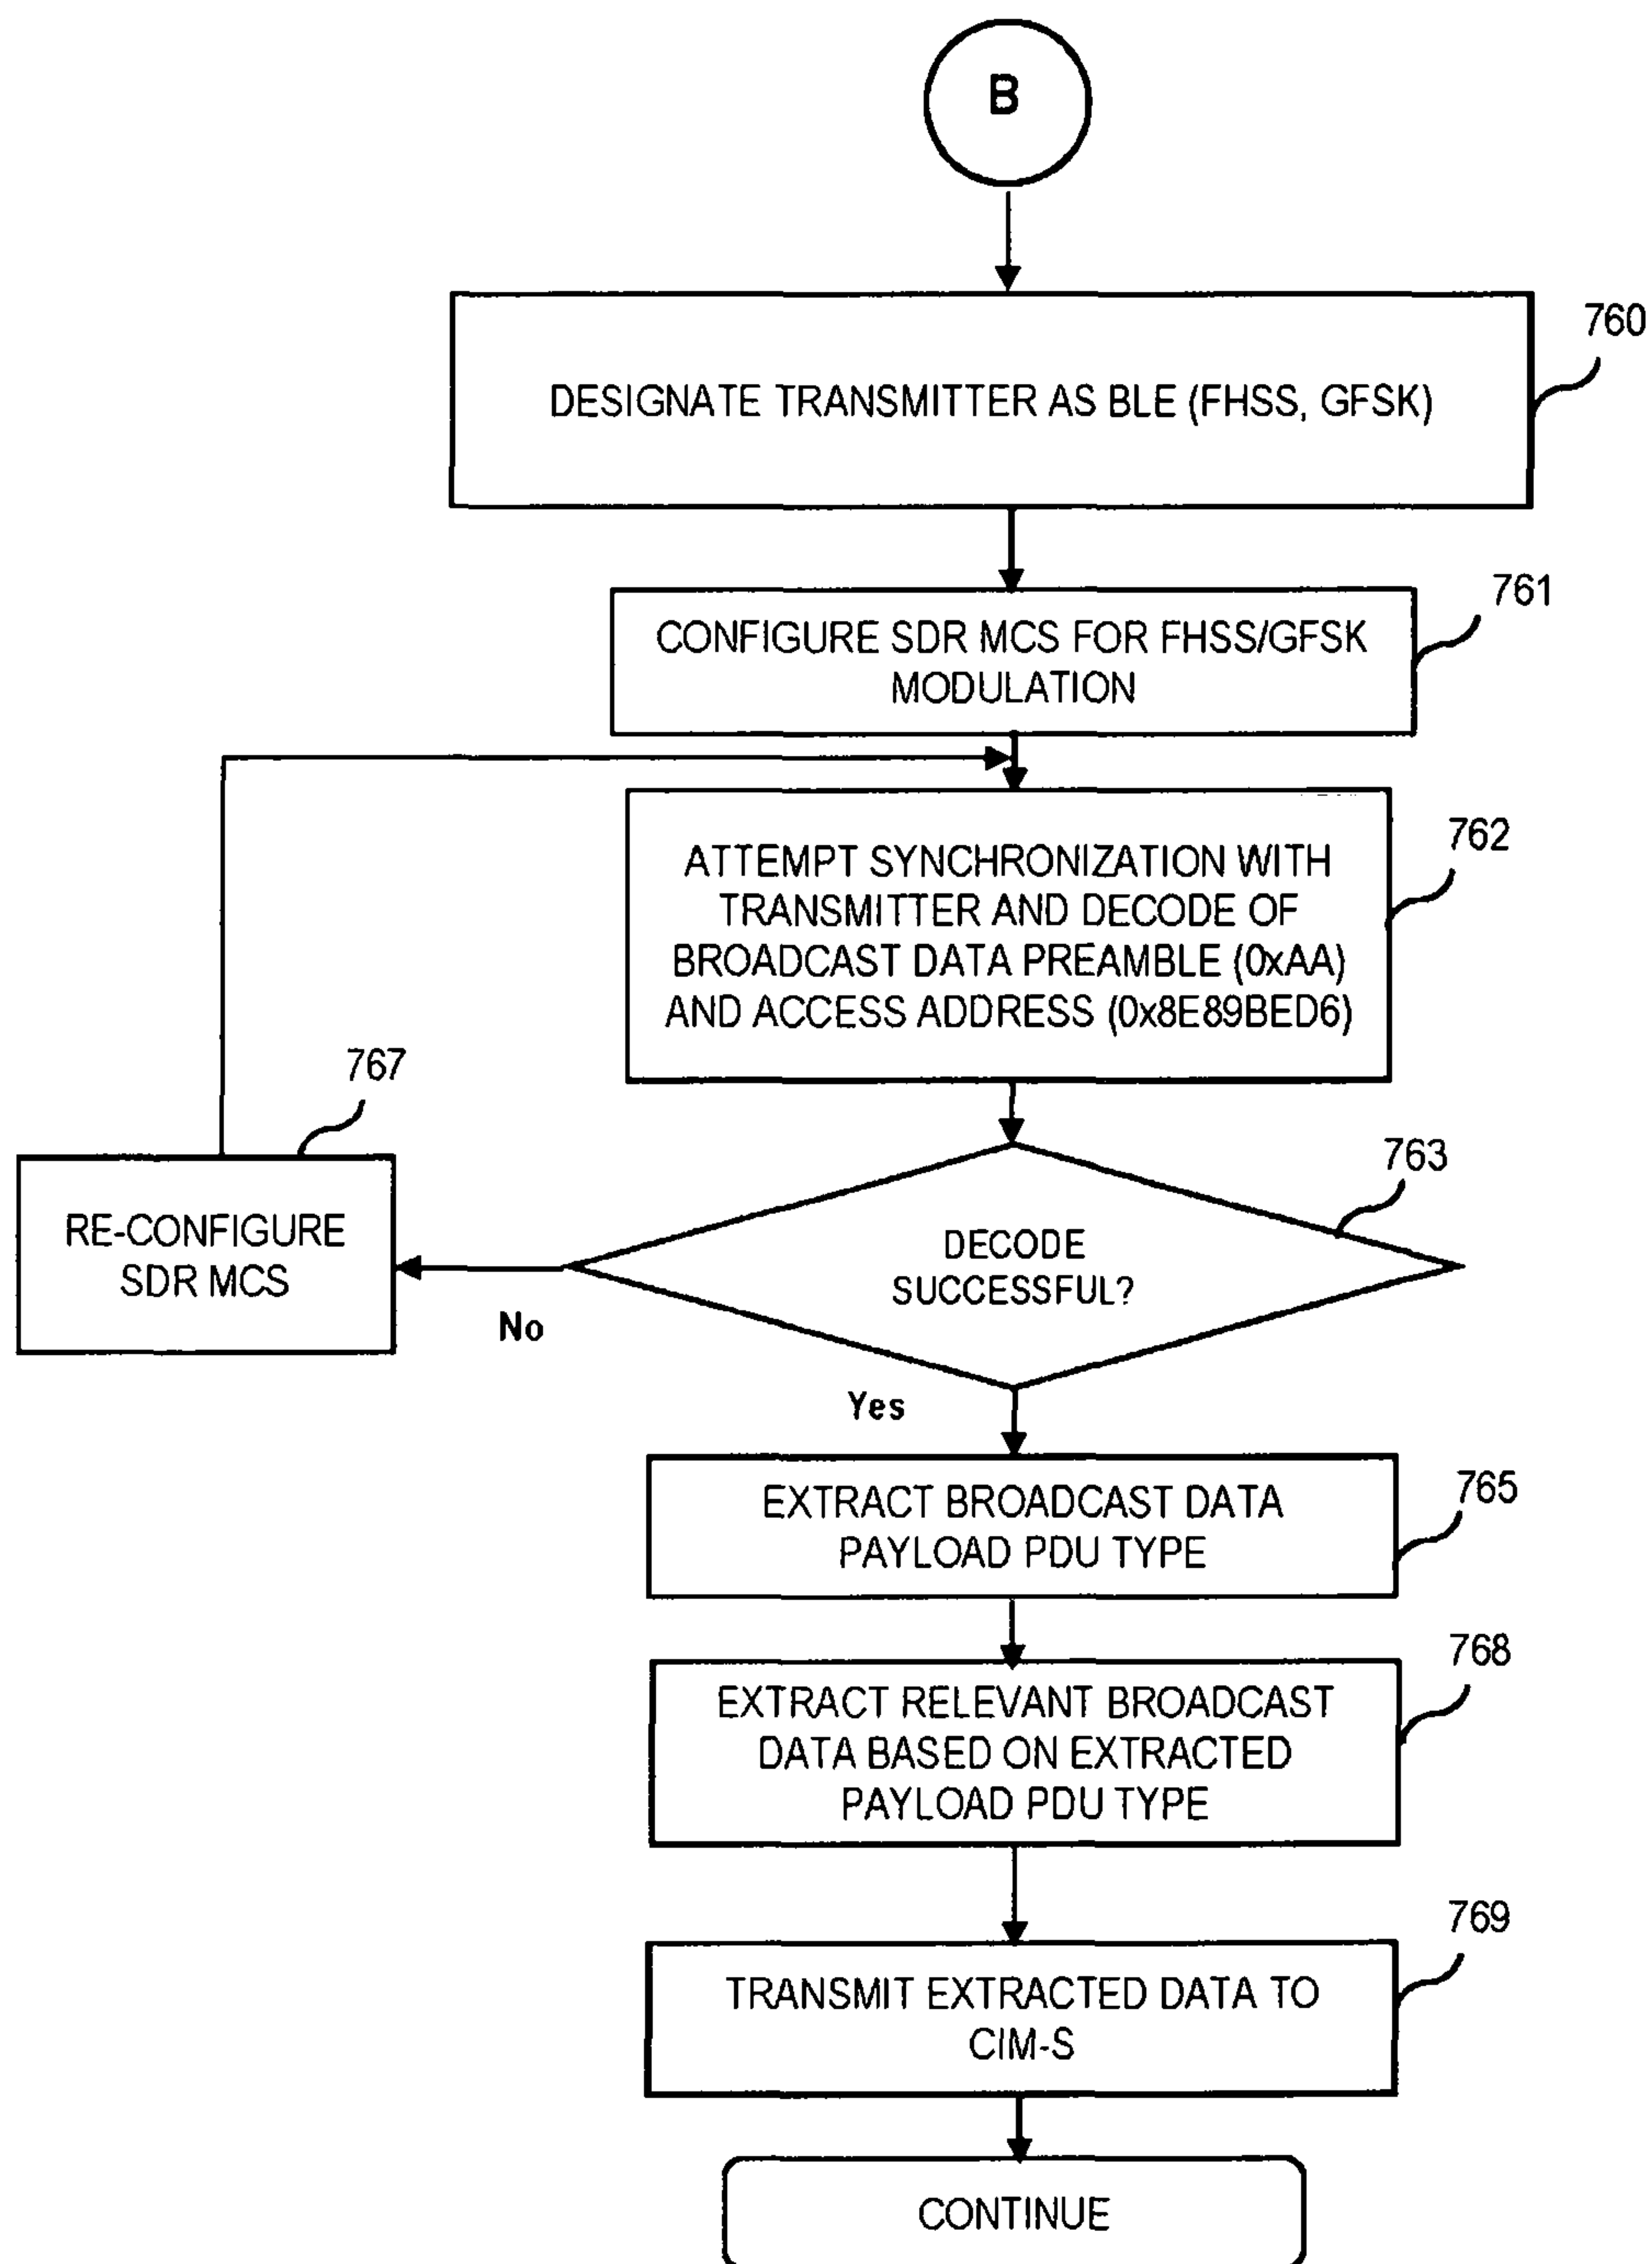 B
760
DESIGNATE TRANSMITTER AS BLE (FHSS, GFSK)
761
CONFIGURE SDR MCS FOR FHSS/GFSK
MODULATION
762
ATTEMPT SYNCHRONIZATION WITH
TRANSMITTER AND DECODE OF
BROADCAST DATA PREAMBLE (0xAA)
AND ACCESS ADDRESS (0x8E89BED6)
767
763
RE-CONFIGURE
SDR MCS
DECODE
SUCCESSFUL?
No
Yes
765
EXTRACT BROADCAST DATA
PAYLOAD PDU TYPE
768
EXTRACT RELEVANT BROADCAST
DATA BASED ON EXTRACTED
PAYLOAD PDU TYPE
769
TRANSMIT EXTRACTED DATA TO
CIM-S
CONTINUE